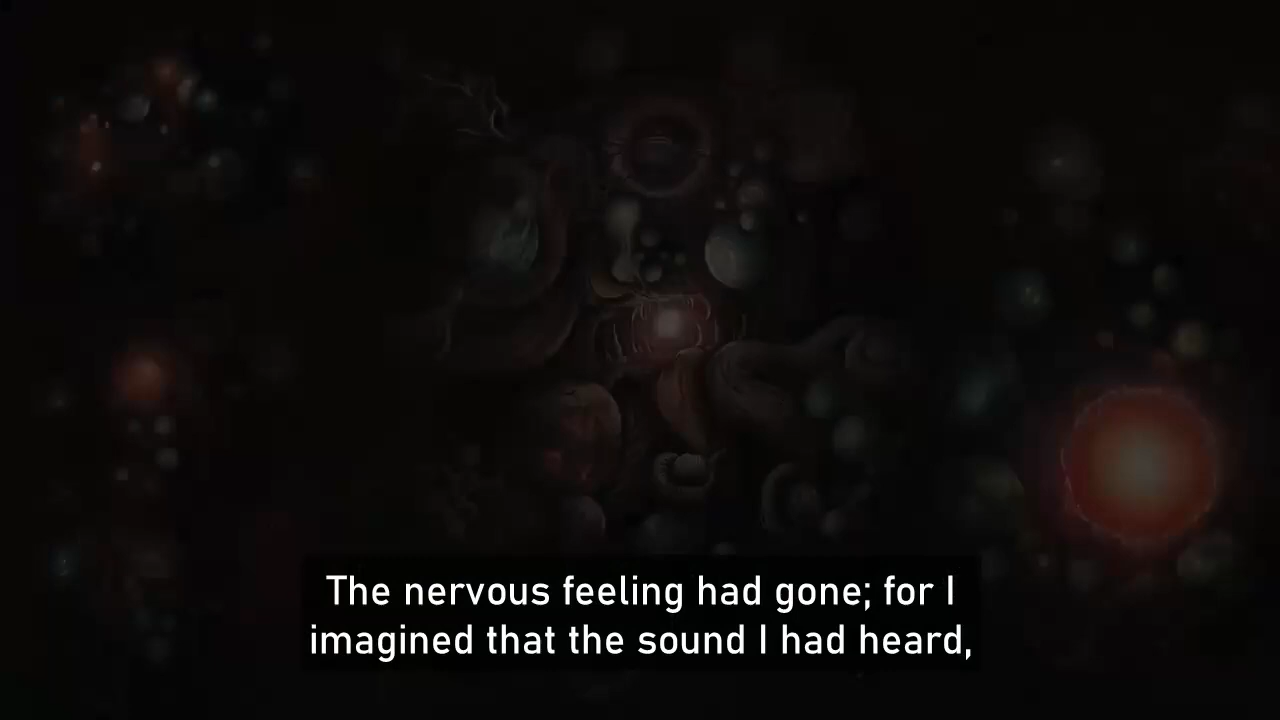 The nervous feeling had gone; for I
imagined that the sound I had heard,